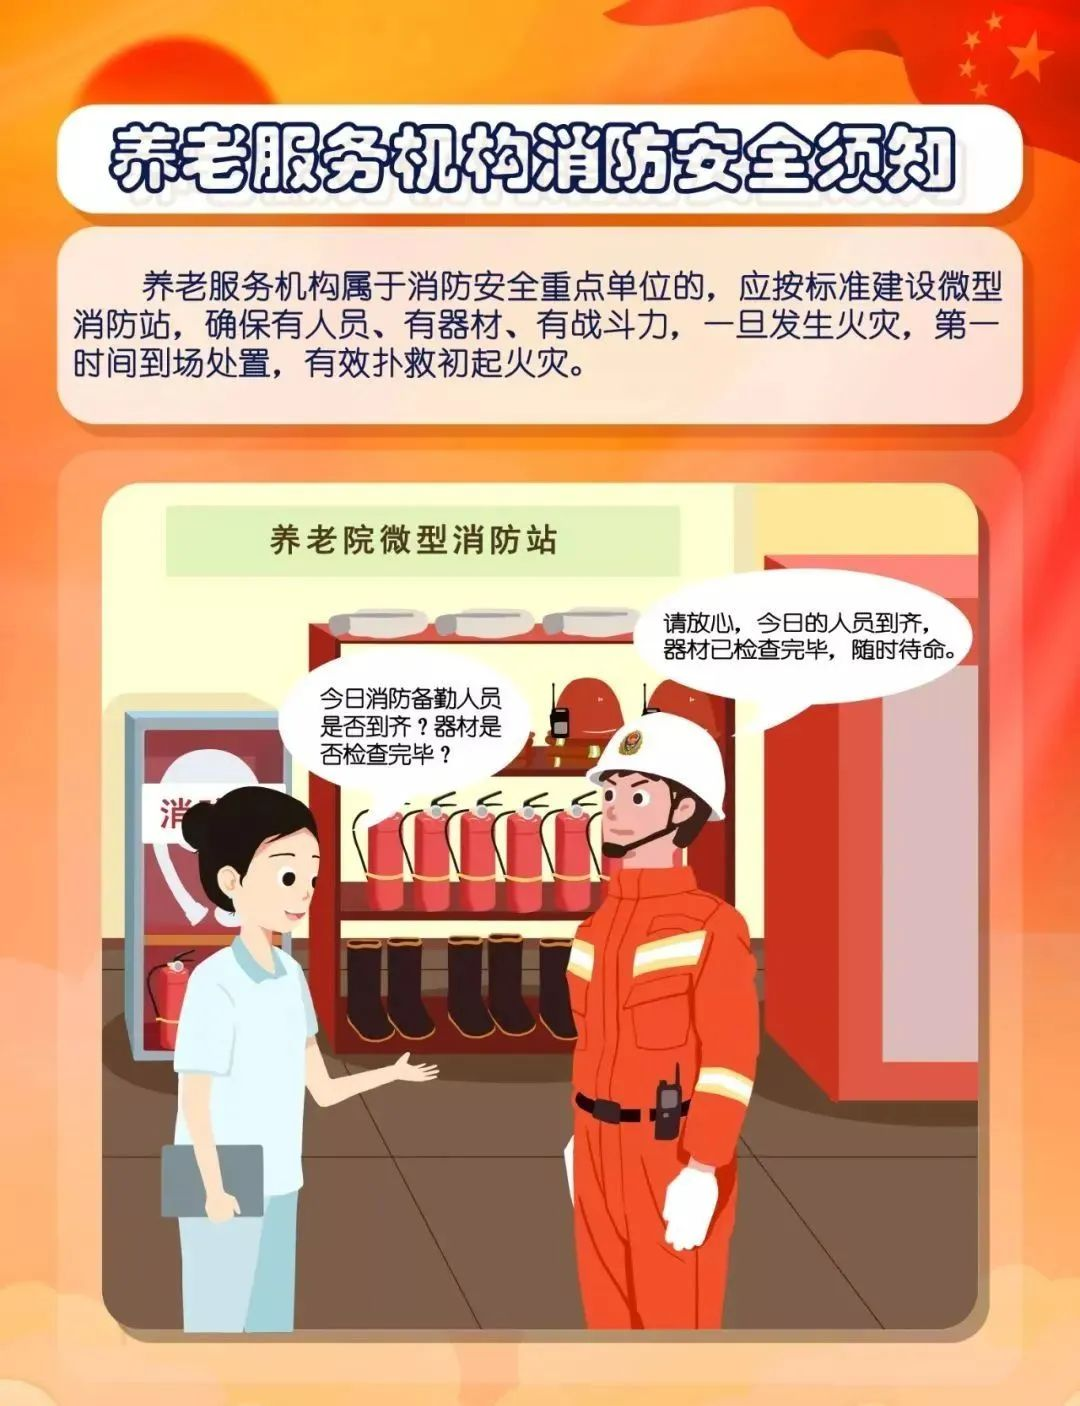 养老服务机构消防安全须知
养老服务机构属于消防安全重点单位的，应按标准建设微型
消防站，确保有人员、有器材、有战斗力，一旦发生火灾，第一
时间到场处置，有效扑救初起火灾。
养老院微型消防站
请放心，今日的人员到齐，
器材已检查完毕，随时待命。
今日消防备勤人员
是否到齐？器材是
否检查完毕？
消